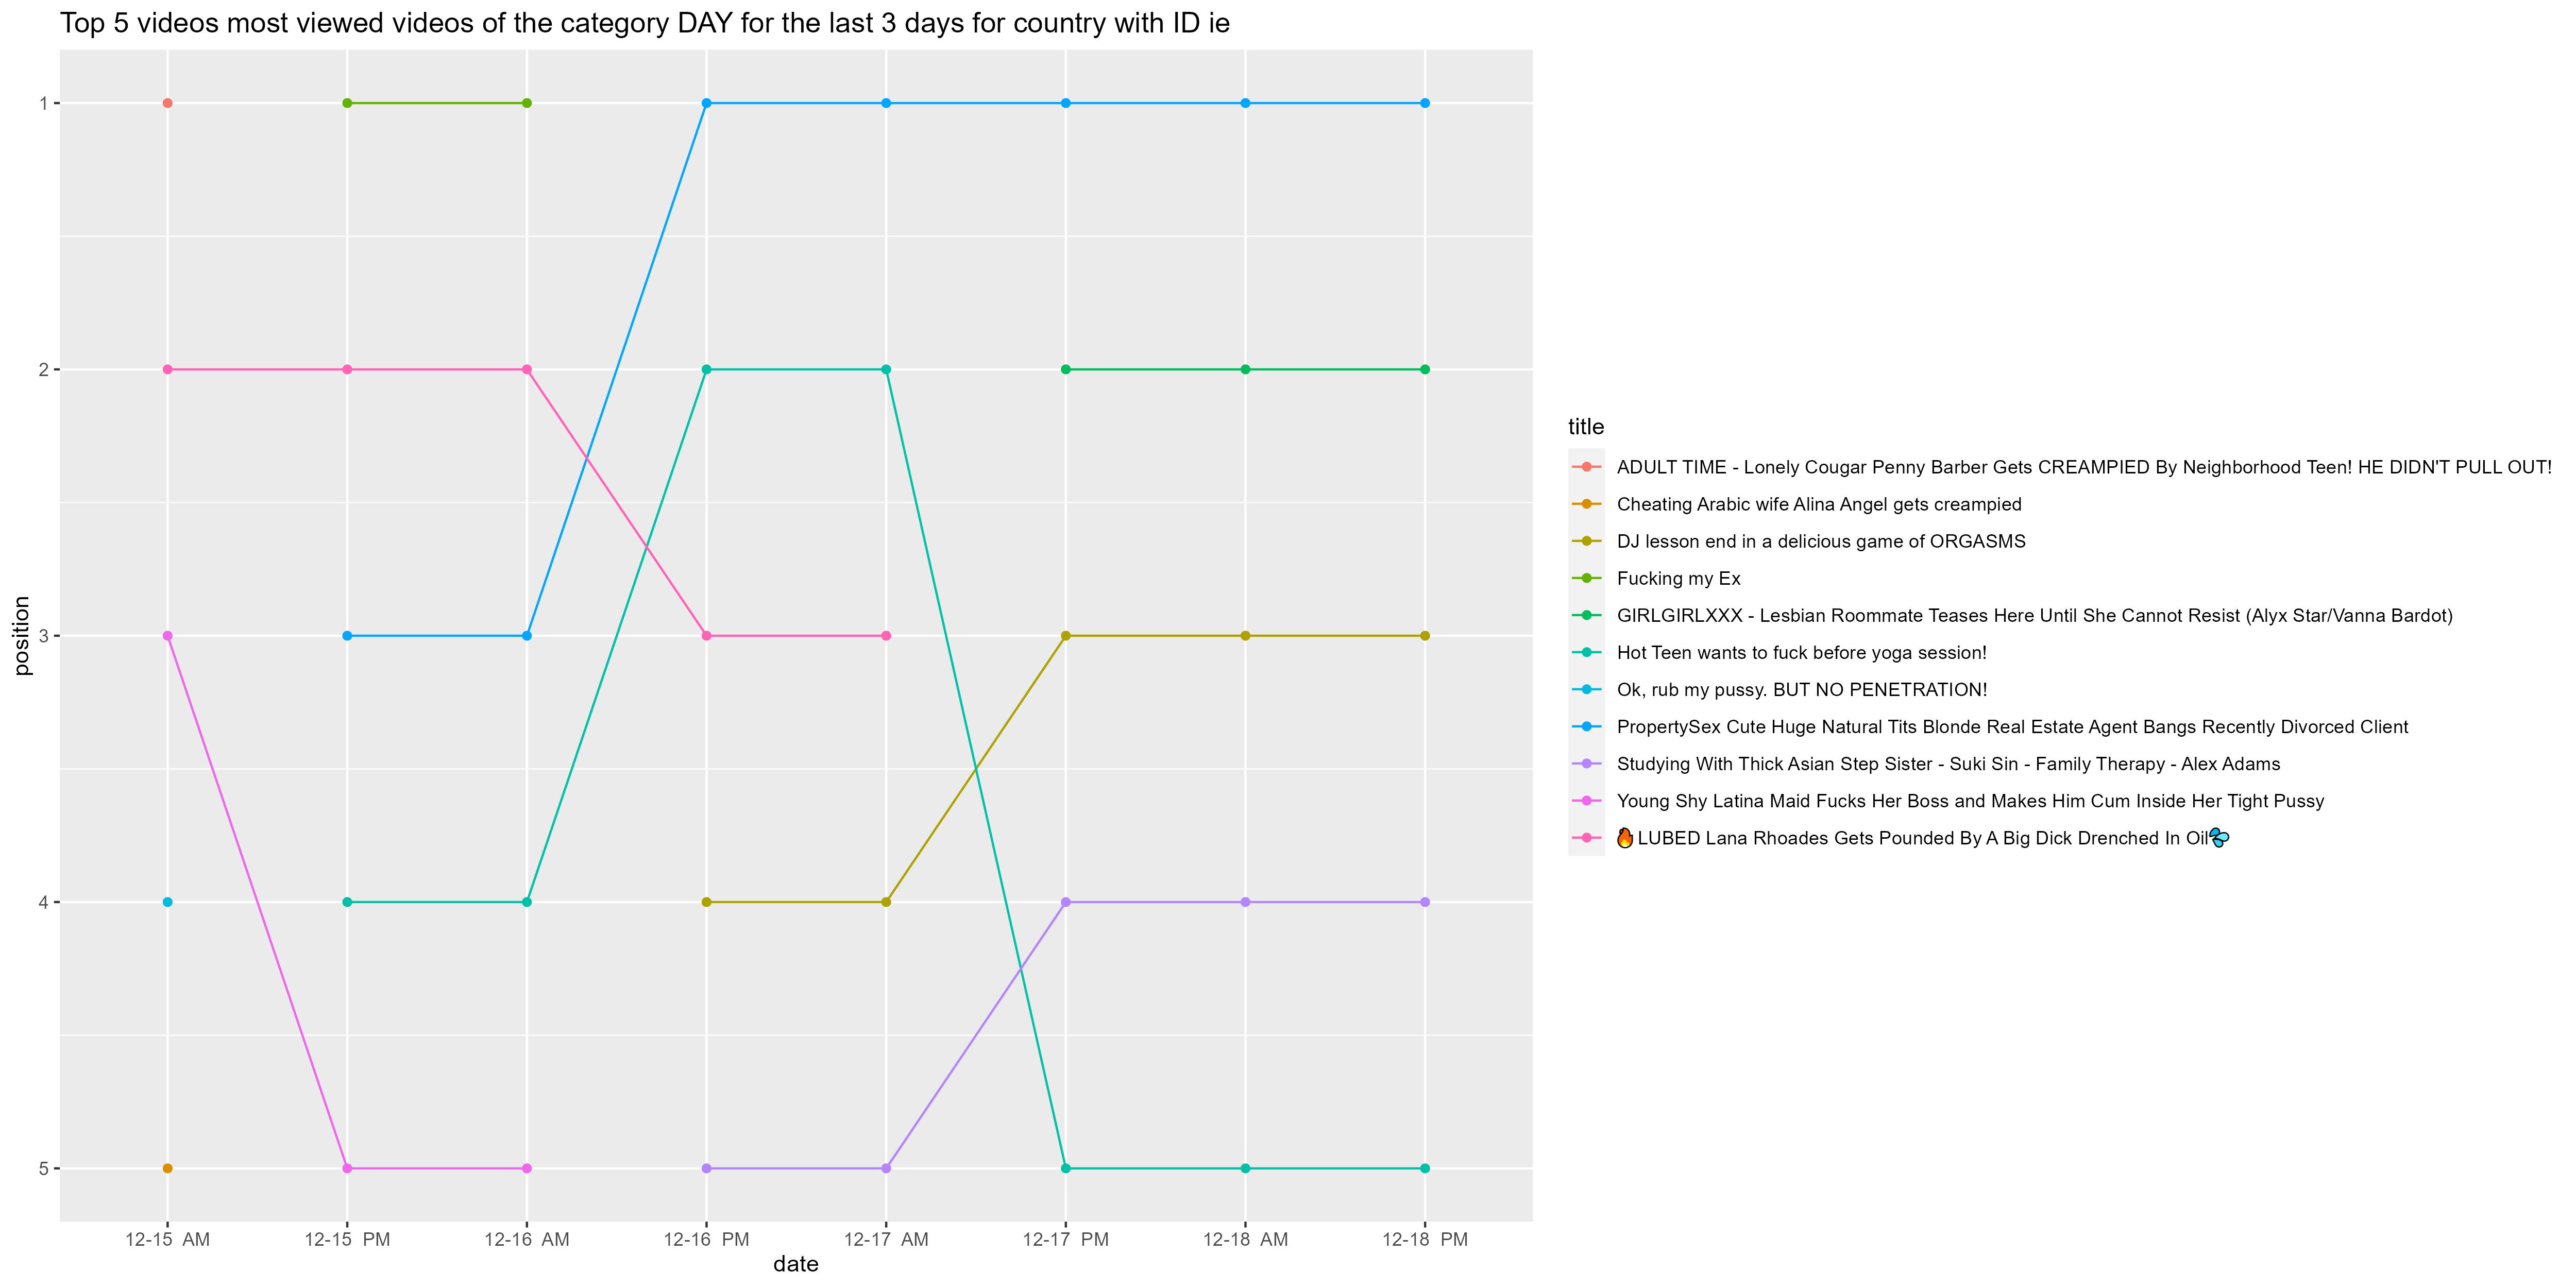 Top 5 videos most viewed videos of the category DAY for the last 3 days for country with ID ie
position
1
2
3
4
5
12-15 AM
12-15 PM
12-16 AM
12-16 PM
12-17 AM
12-17 PM
12-18 AM
12-18 PM
date
title
ADULT TIME - Lonely Cougar Penny Barber Gets CREAMPIED By Neighborhood Teen! HE DIDN'T PULL OUT!
Cheating Arabic wife Alina Angel gets creampied
DJ lesson end in a delicious game of ORGASMS
Fucking my Ex
GIRLGIRLXXX - Lesbian Roommate Teases Here Until She Cannot Resist (Alyx Star/Vanna Bardot)
Hot Teen wants to fuck before yoga session!
Ok, rub my pussy. BUT NO PENETRATION!
PropertySex Cute Huge Natural Tits Blonde Real Estate Agent Bangs Recently Divorced Client
Studying With Thick Asian Step Sister - Suki Sin - Family Therapy - Alex Adams
Young Shy Latina Maid Fucks Her Boss and Makes Him Cum Inside Her Tight Pussy
🔥LUBED Lana Rhoades Gets Pounded By A Big Dick Drenched In Oil💦